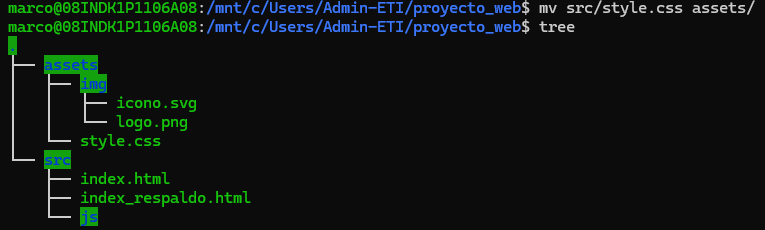 marco@08INDK1P1106A08:/mnt/c/Users/Admin-ETI/proyecto_web$ mv src/style.css assets/
marco@08INDK1P1106A08:/mnt/c/Users/Admin-ETI/proyecto_web$ tree
.
├── assets
│   ├── img
│   │   ├── icono.svg
│   │   └── logo.png
│   └── style.css
└── src
    ├── index.html
    ├── index_respaldo.html
    └── js